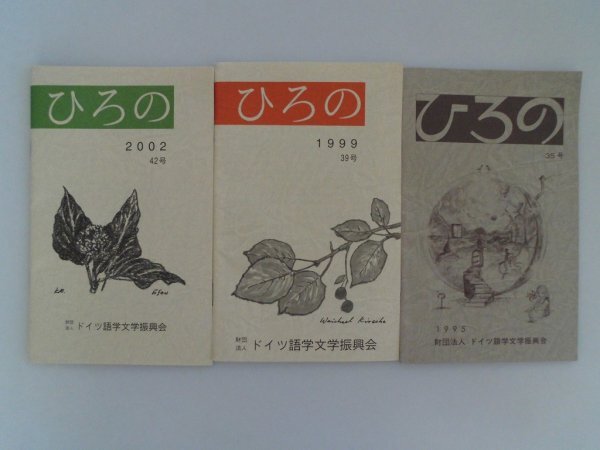 ひろの
2002
42号
Efeu
財団
法人 ドイツ語学文学振興会
ひろの
1999
39号
Weichsel Kirsche
財団
法人 ドイツ語学文学振興会
ひろの
35号
1995
財団法人 ドイツ語学文学振興会